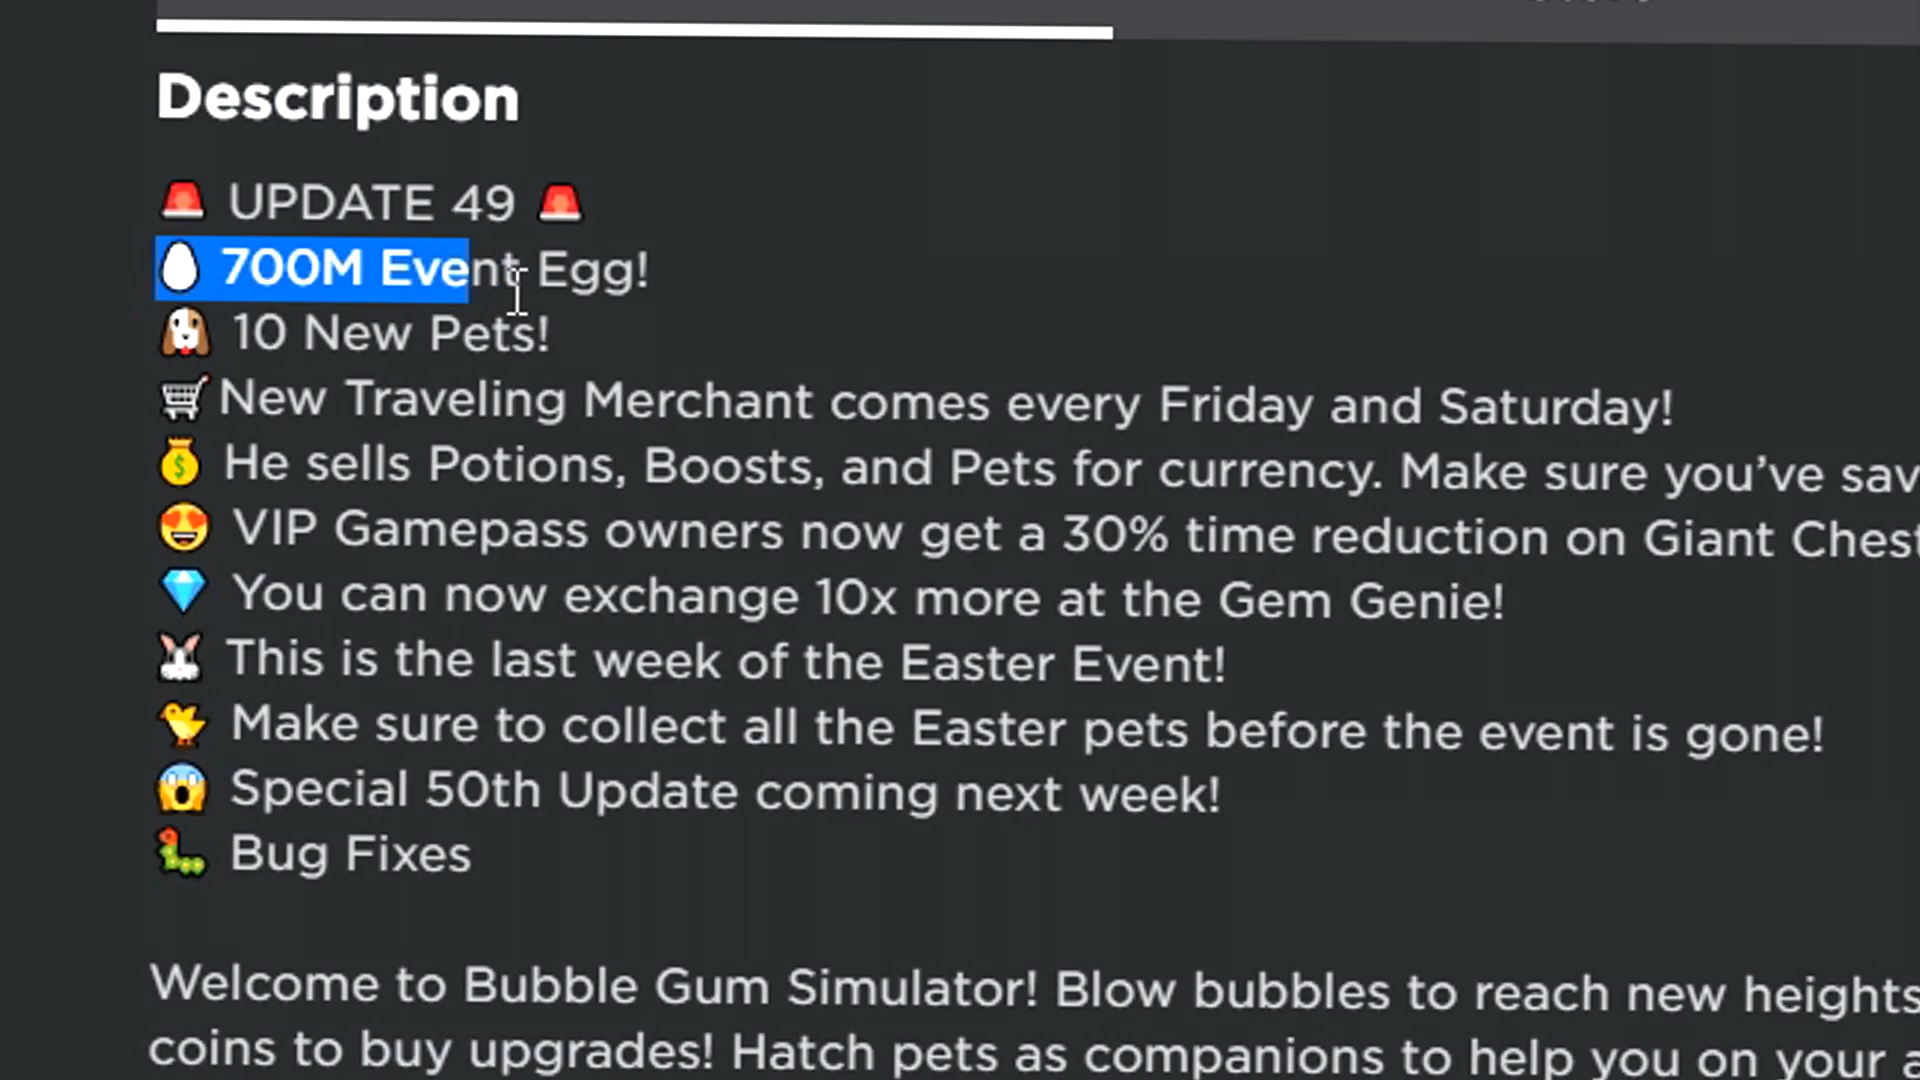 Description
🚨 UPDATE 49 🚨
🥚 700M Event Egg!
🐶 10 New Pets!
🛒New Traveling Merchant comes every Friday and Saturday!
💰 He sells Potions, Boosts, and Pets for currency. Make sure you've
😍 VIP Gamepass owners now get a 30% time reduction on Giant Chest
💎 You can now exchange 10x more at the Gem Genie!
🐰 This is the last week of the Easter Event!
🐤 Make sure to collect all the Easter pets before the event is gone!
😱 Special 50th Update coming next week!
🐛 Bug Fixes
Welcome to Bubble Gum Simulator! Blow bubbles to reach new heights
coins to buy upgrades! Hatch pets as companions to help you on your